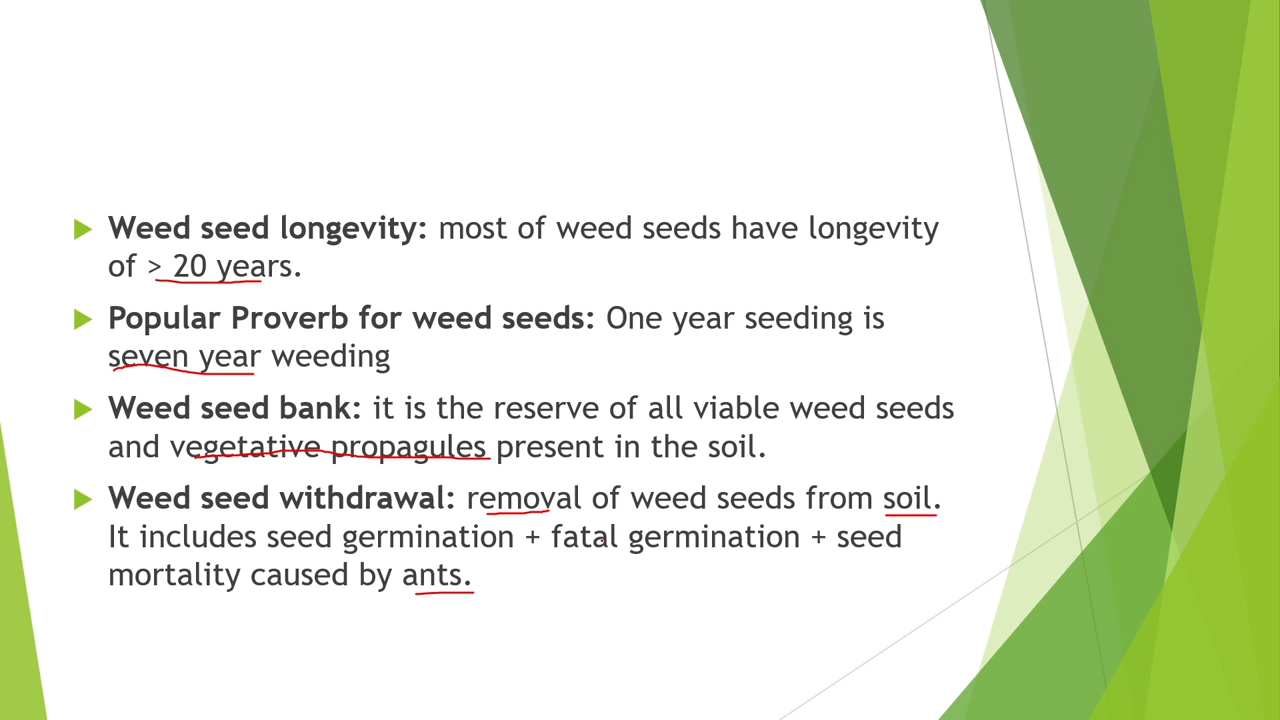 Weed seed longevity: most of weed seeds have longevity
of > 20 years.
Popular Proverb for weed seeds: One year seeding is
seven year weeding
Weed seed bank: it is the reserve of all viable weed seeds
and vegetative propagules present in the soil.
Weed seed withdrawal: removal of weed seeds from soil.
It includes seed germination + fatal germination + seed
mortality caused by ants.